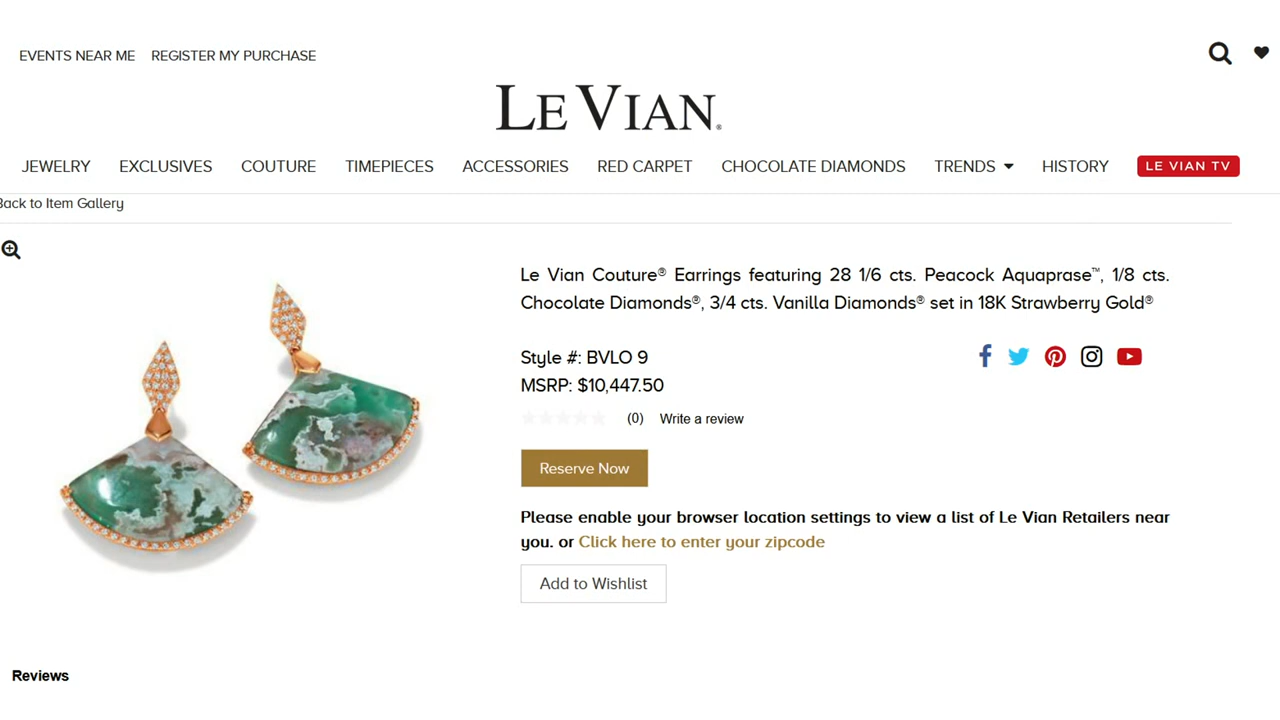 EVENTS NEAR ME REGISTER MY PURCHASE
LE VIAN®
JEWELRY EXCLUSIVES COUTURE TIMEPIECES ACCESSORIES RED CARPET CHOCOLATE DIAMONDS TRENDS HISTORY LE VIAN TV
Back to Item Gallery
Le Vian Couture® Earrings featuring 28 1/6 cts. Peacock Aquaprase™, 1/8 cts.
Chocolate Diamonds®, 3/4 cts. Vanilla Diamonds® set in 18K Strawberry Gold®
Style #: BVLO 9
MSRP: $10,447.50
(0) Write a review
Reserve Now
Please enable your browser location settings to view a list of Le Vian Retailers near
you. or Click here to enter your zipcode
Add to Wishlist
Reviews